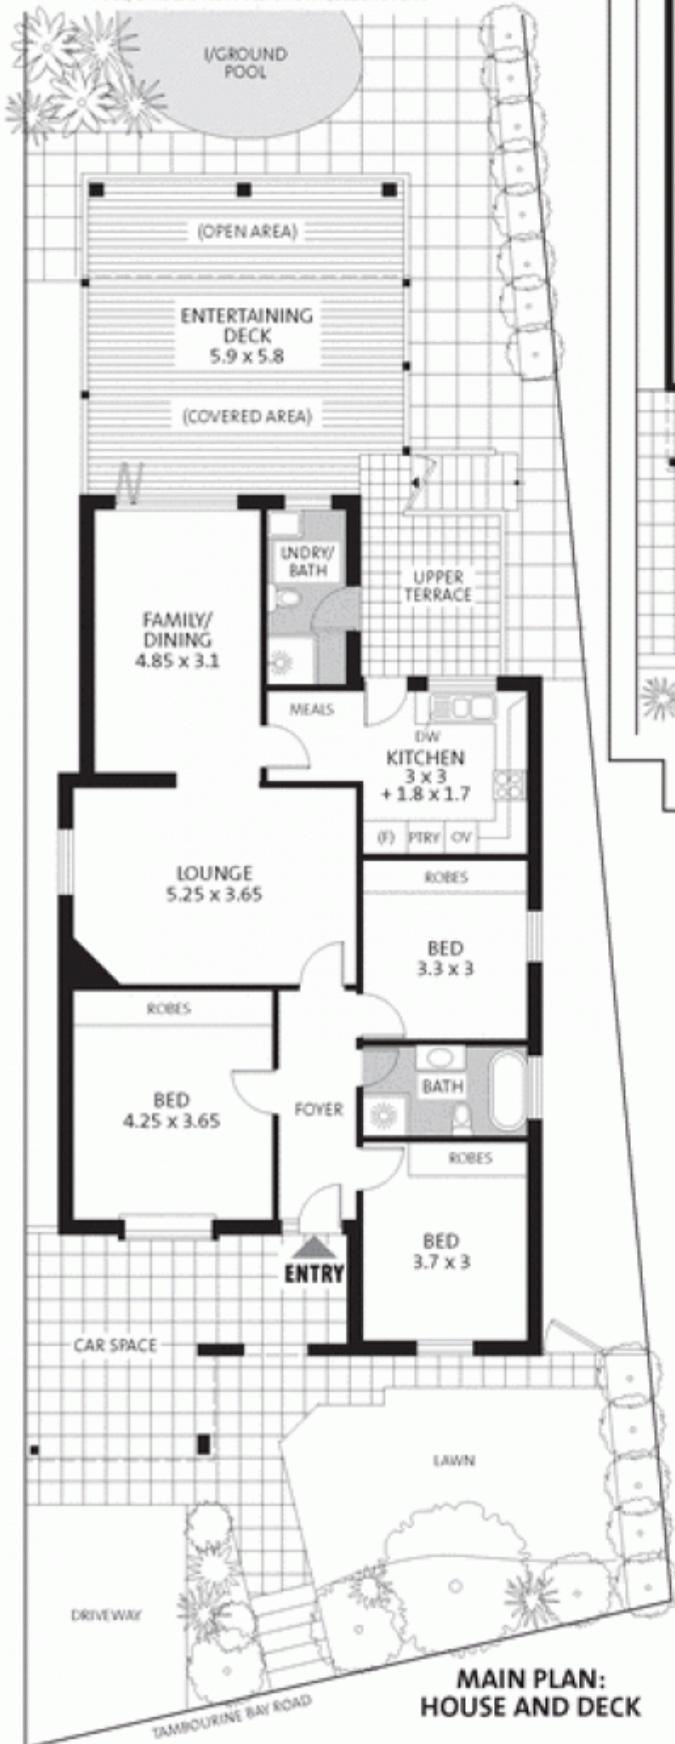 I/GROUND
POOL
(OPEN AREA)
ENTERTAINING
DECK
5.9 x 5.8
(COVERED AREA)
LNDRY/
BATH
UPPER
TERRACE
FAMILY/
DINING
4.85 x 3.1
MEALS
DW
KITCHEN
3 x 3
+ 1.8 x 1.7
(F) PTRY OV
LOUNGE
5.25 x 3.65
ROBES
BED
3.3 x 3
ROBES
BED
4.25 x 3.65
FOYER
BATH
ROBES
BED
3.7 x 3
ENTRY
CAR SPACE
LAWN
DRIVEWAY
TAMBOURINE BAY ROAD
MAIN PLAN:
HOUSE AND DECK